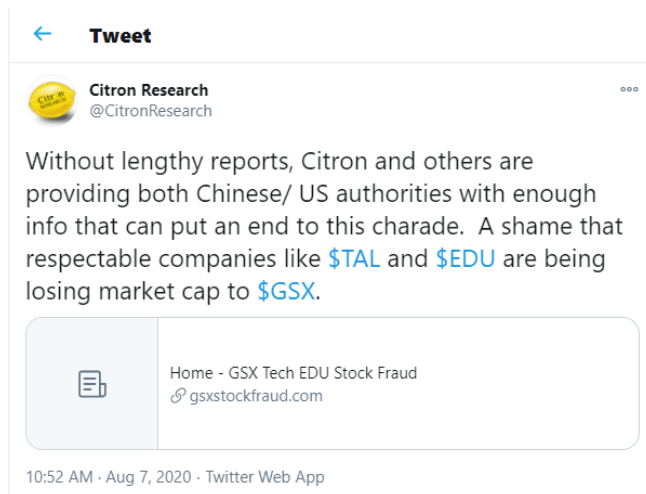 Tweet
Citron Research
@CitronResearch
Without lengthy reports, Citron and others are
providing both Chinese/ US authorities with enough
info that can put an end to this charade.  A shame that
respectable companies like $TAL and $EDU are being
losing market cap to $GSX.
Home - GSX Tech EDU Stock Fraud
gsxstockfraud.com
10:52 AM · Aug 7, 2020 · Twitter Web App